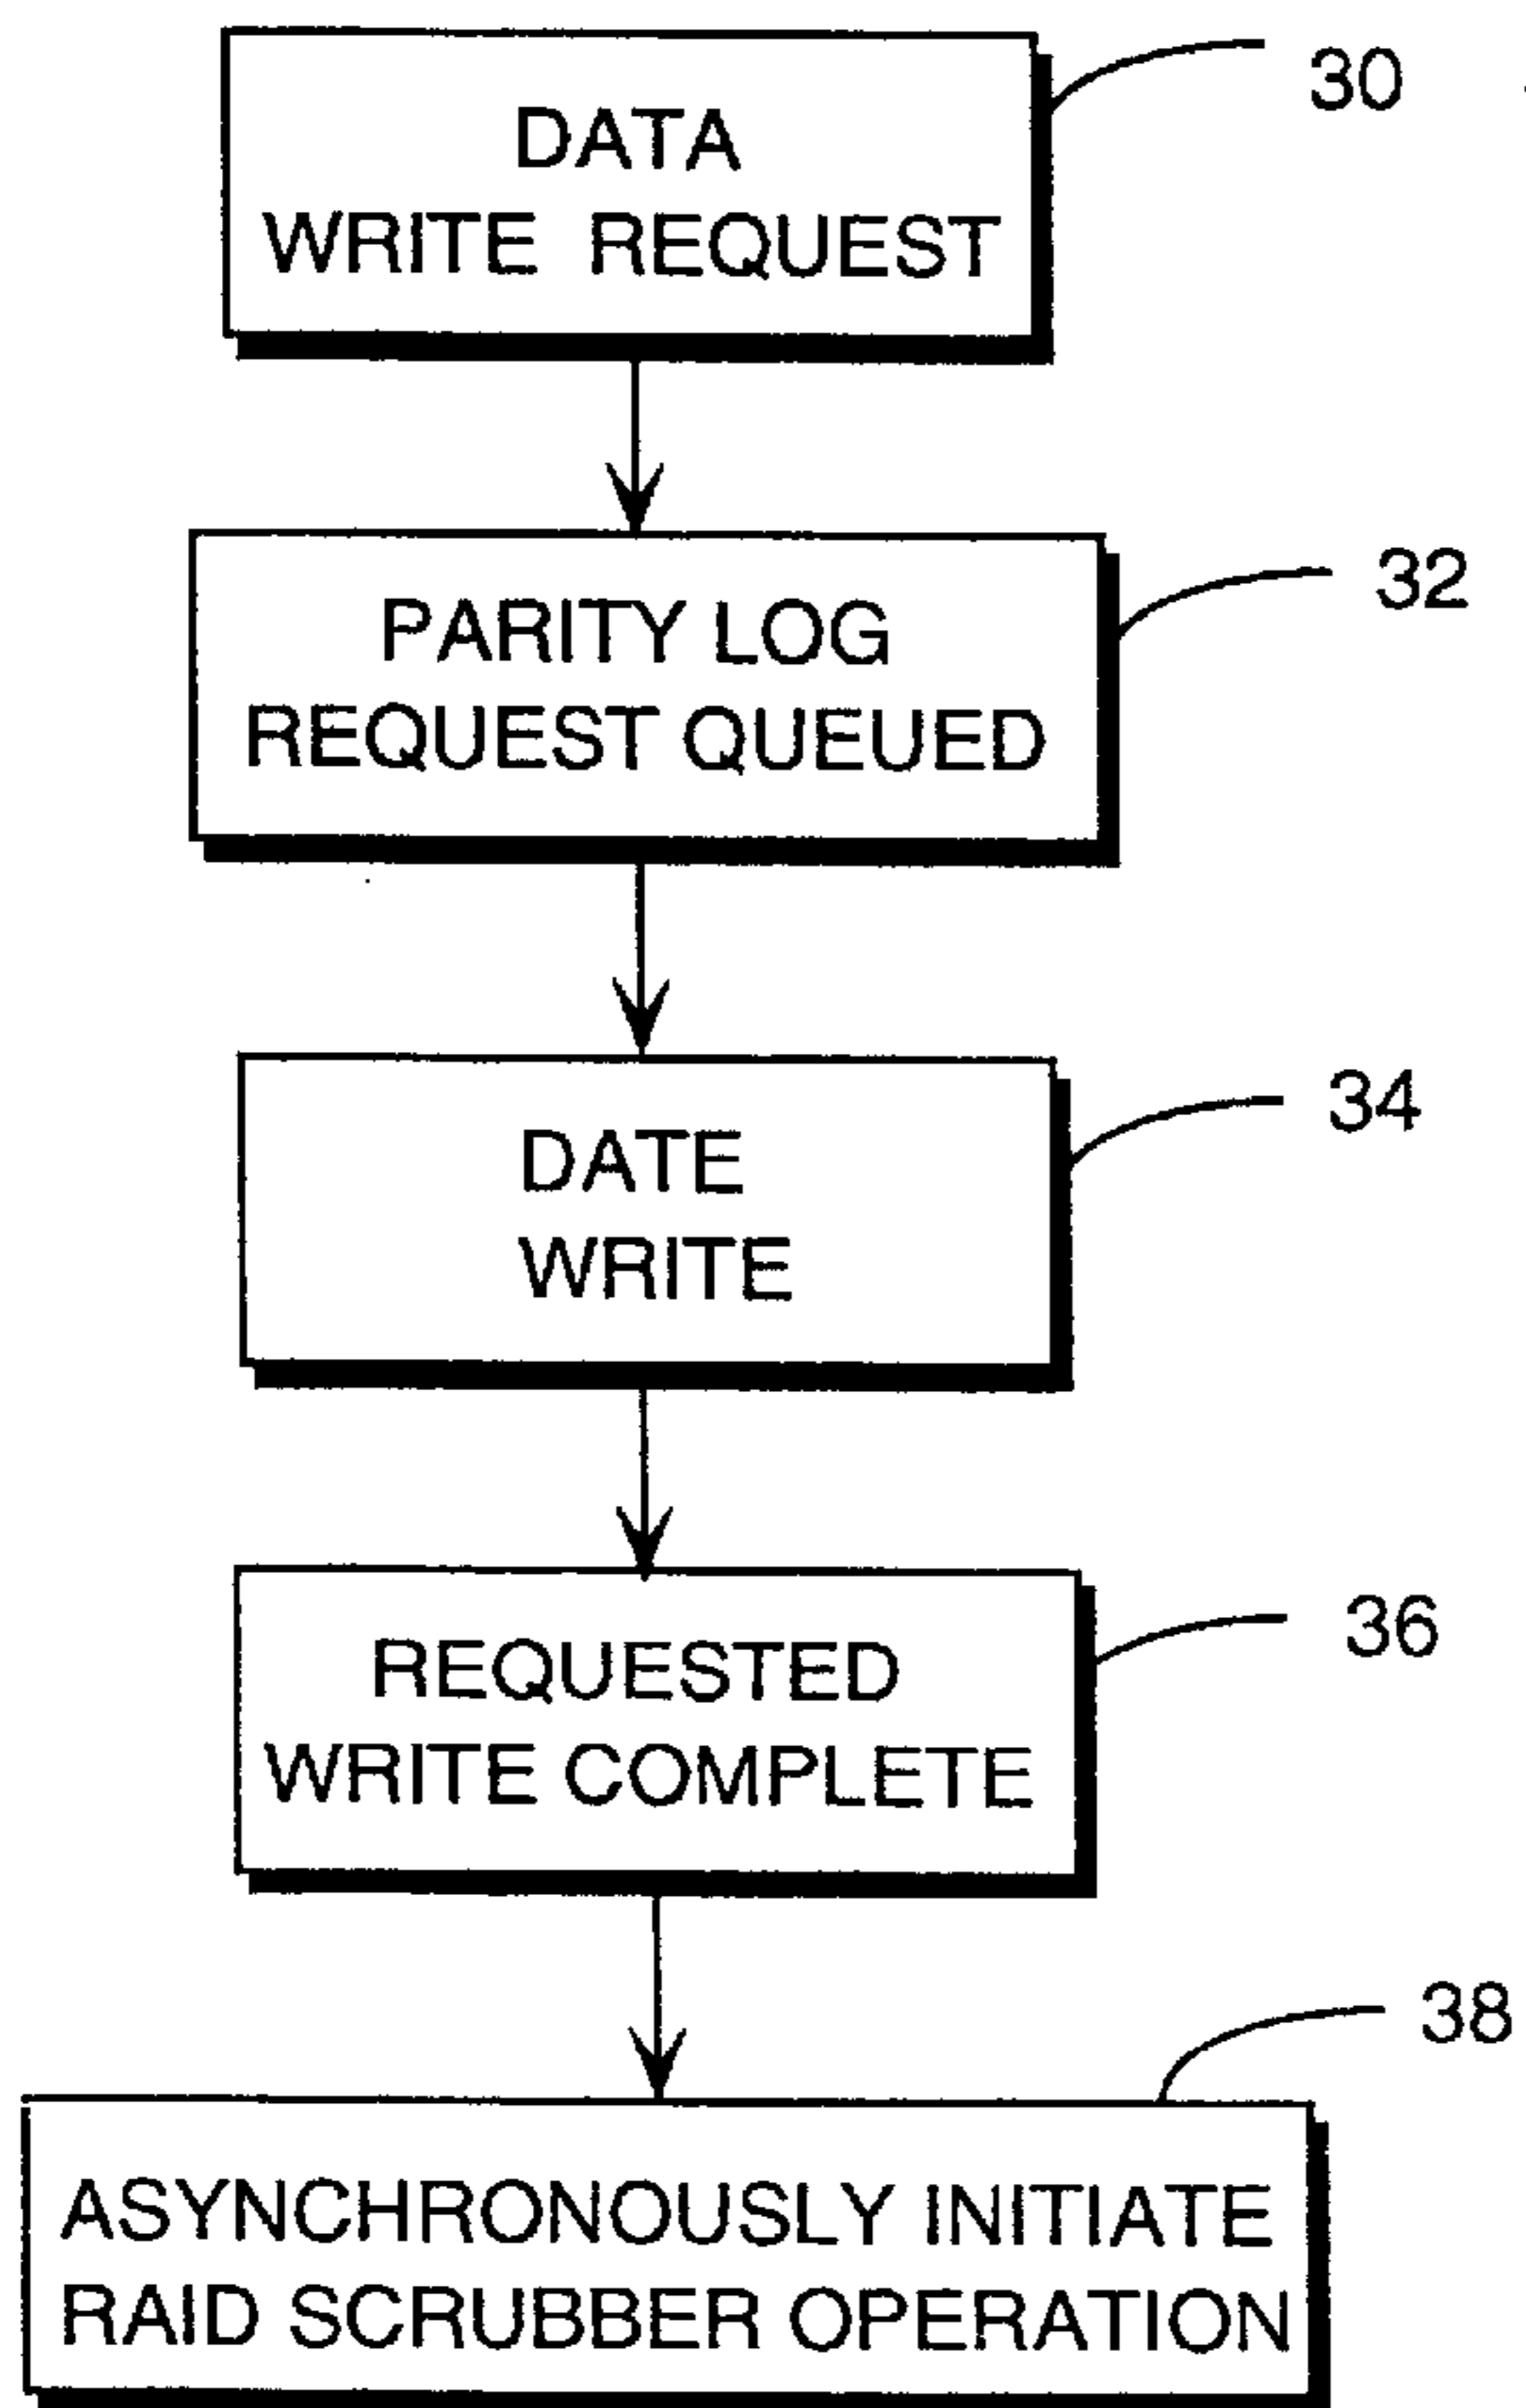 DATA
WRITE REQUEST
30
PARITY LOG
REQUEST QUEUED
32
DATE
WRITE
34
REQUESTED
WRITE COMPLETE
36
38
ASYNCHRONOUSLY INITIATE
RAID SCRUBBER OPERATION